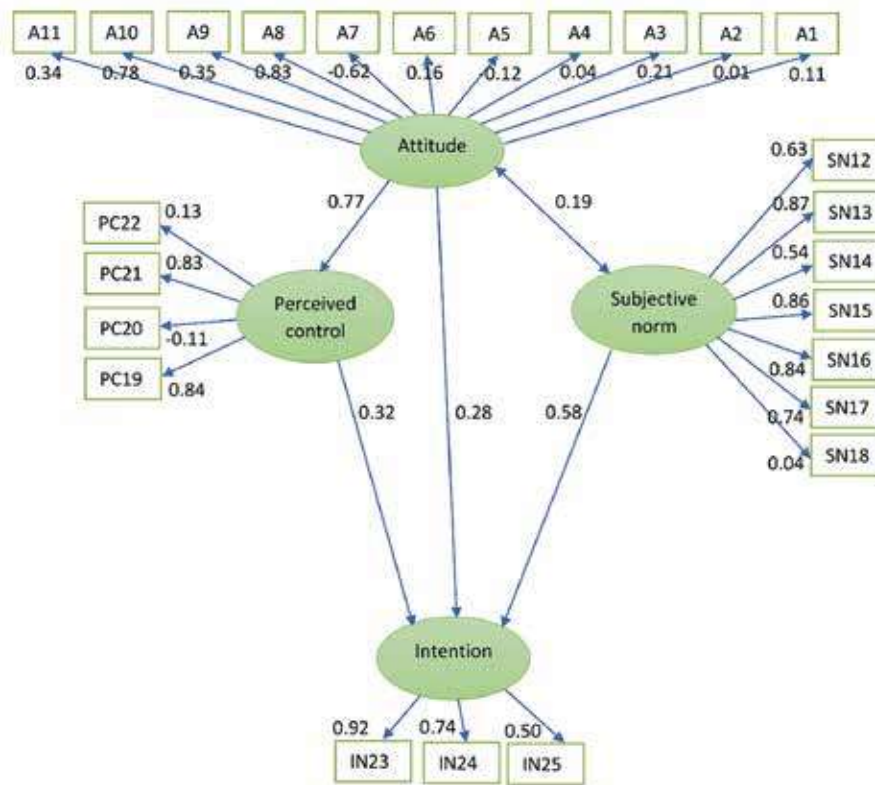 A11 A10 A9 A8 A7 A6 A5 A4 A3 A2 A1
0.34 0.78 0.35 0.83 -0.62 0.16 -0.12 0.04 0.21 0.01 0.11
Attitude
0.63 SN12
0.77 0.19
PC22 0.13
0.87 SN13
PC21 0.83
0.54 SN14
Perceived
control
Subjective
norm
0.86 SN15
PC20 -0.11
SN16
0.84
PC19 0.84
SN17
0.74
0.32 0.28 0.58
SN18
0.04
Intention
0.92 0.74 0.50
IN23 IN24 IN25